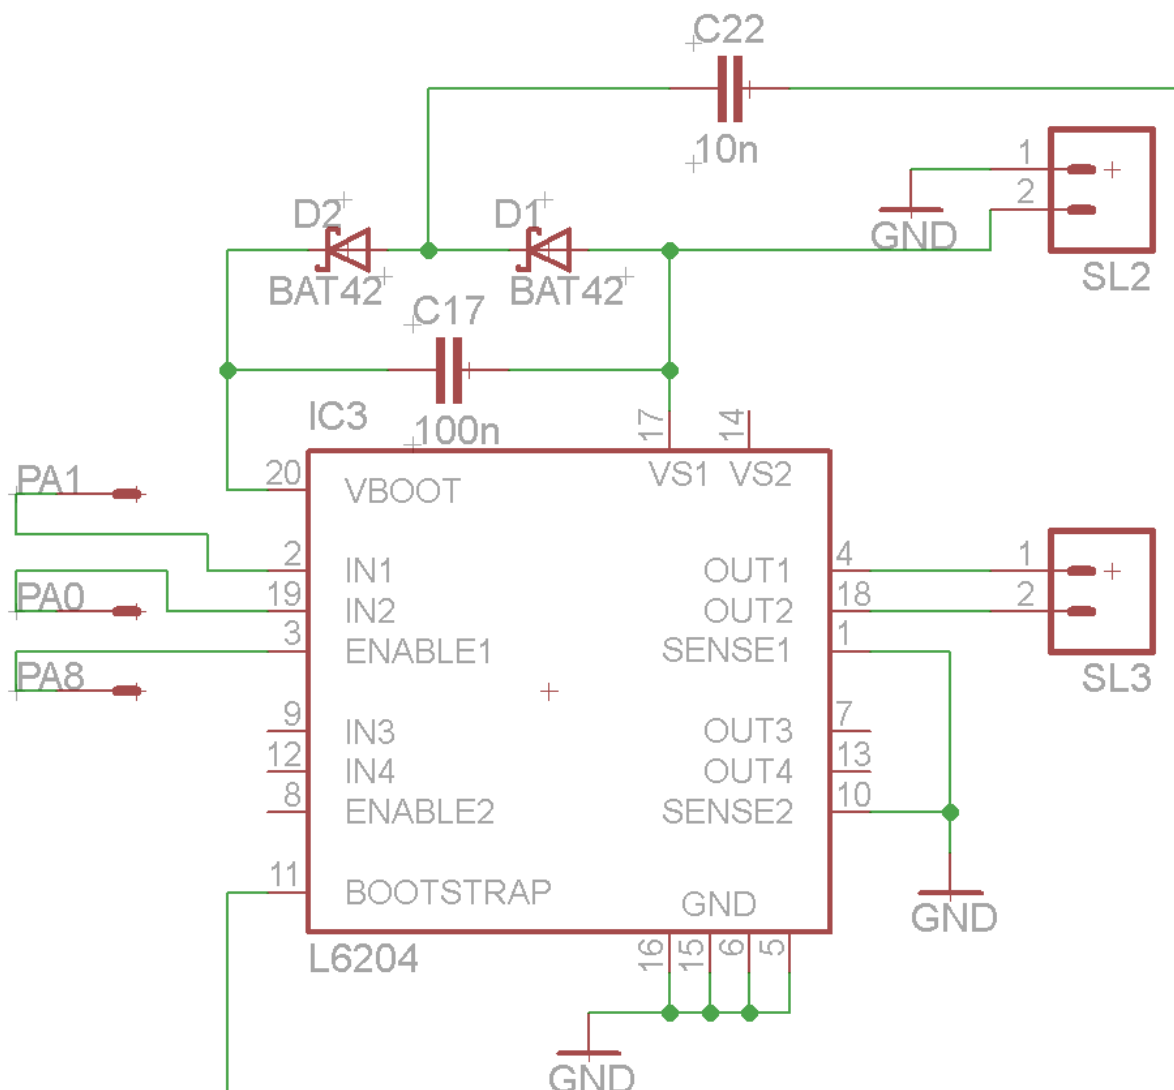 C22
10n
1
2
GND
SL2
D2
D1
BAT42
BAT42
C17
100n
IC3
17
14
VS1
VS2
20
VBOOT
PA1
2
IN1
OUT1
4
1
PA0
19
IN2
OUT2
18
2
3
ENABLE1
SENSE1
1
PA8
SL3
9
IN3
OUT3
7
12
IN4
OUT4
13
8
ENABLE2
SENSE2
10
11
BOOTSTRAP
GND
GND
L6204
16
15
6
5
GND